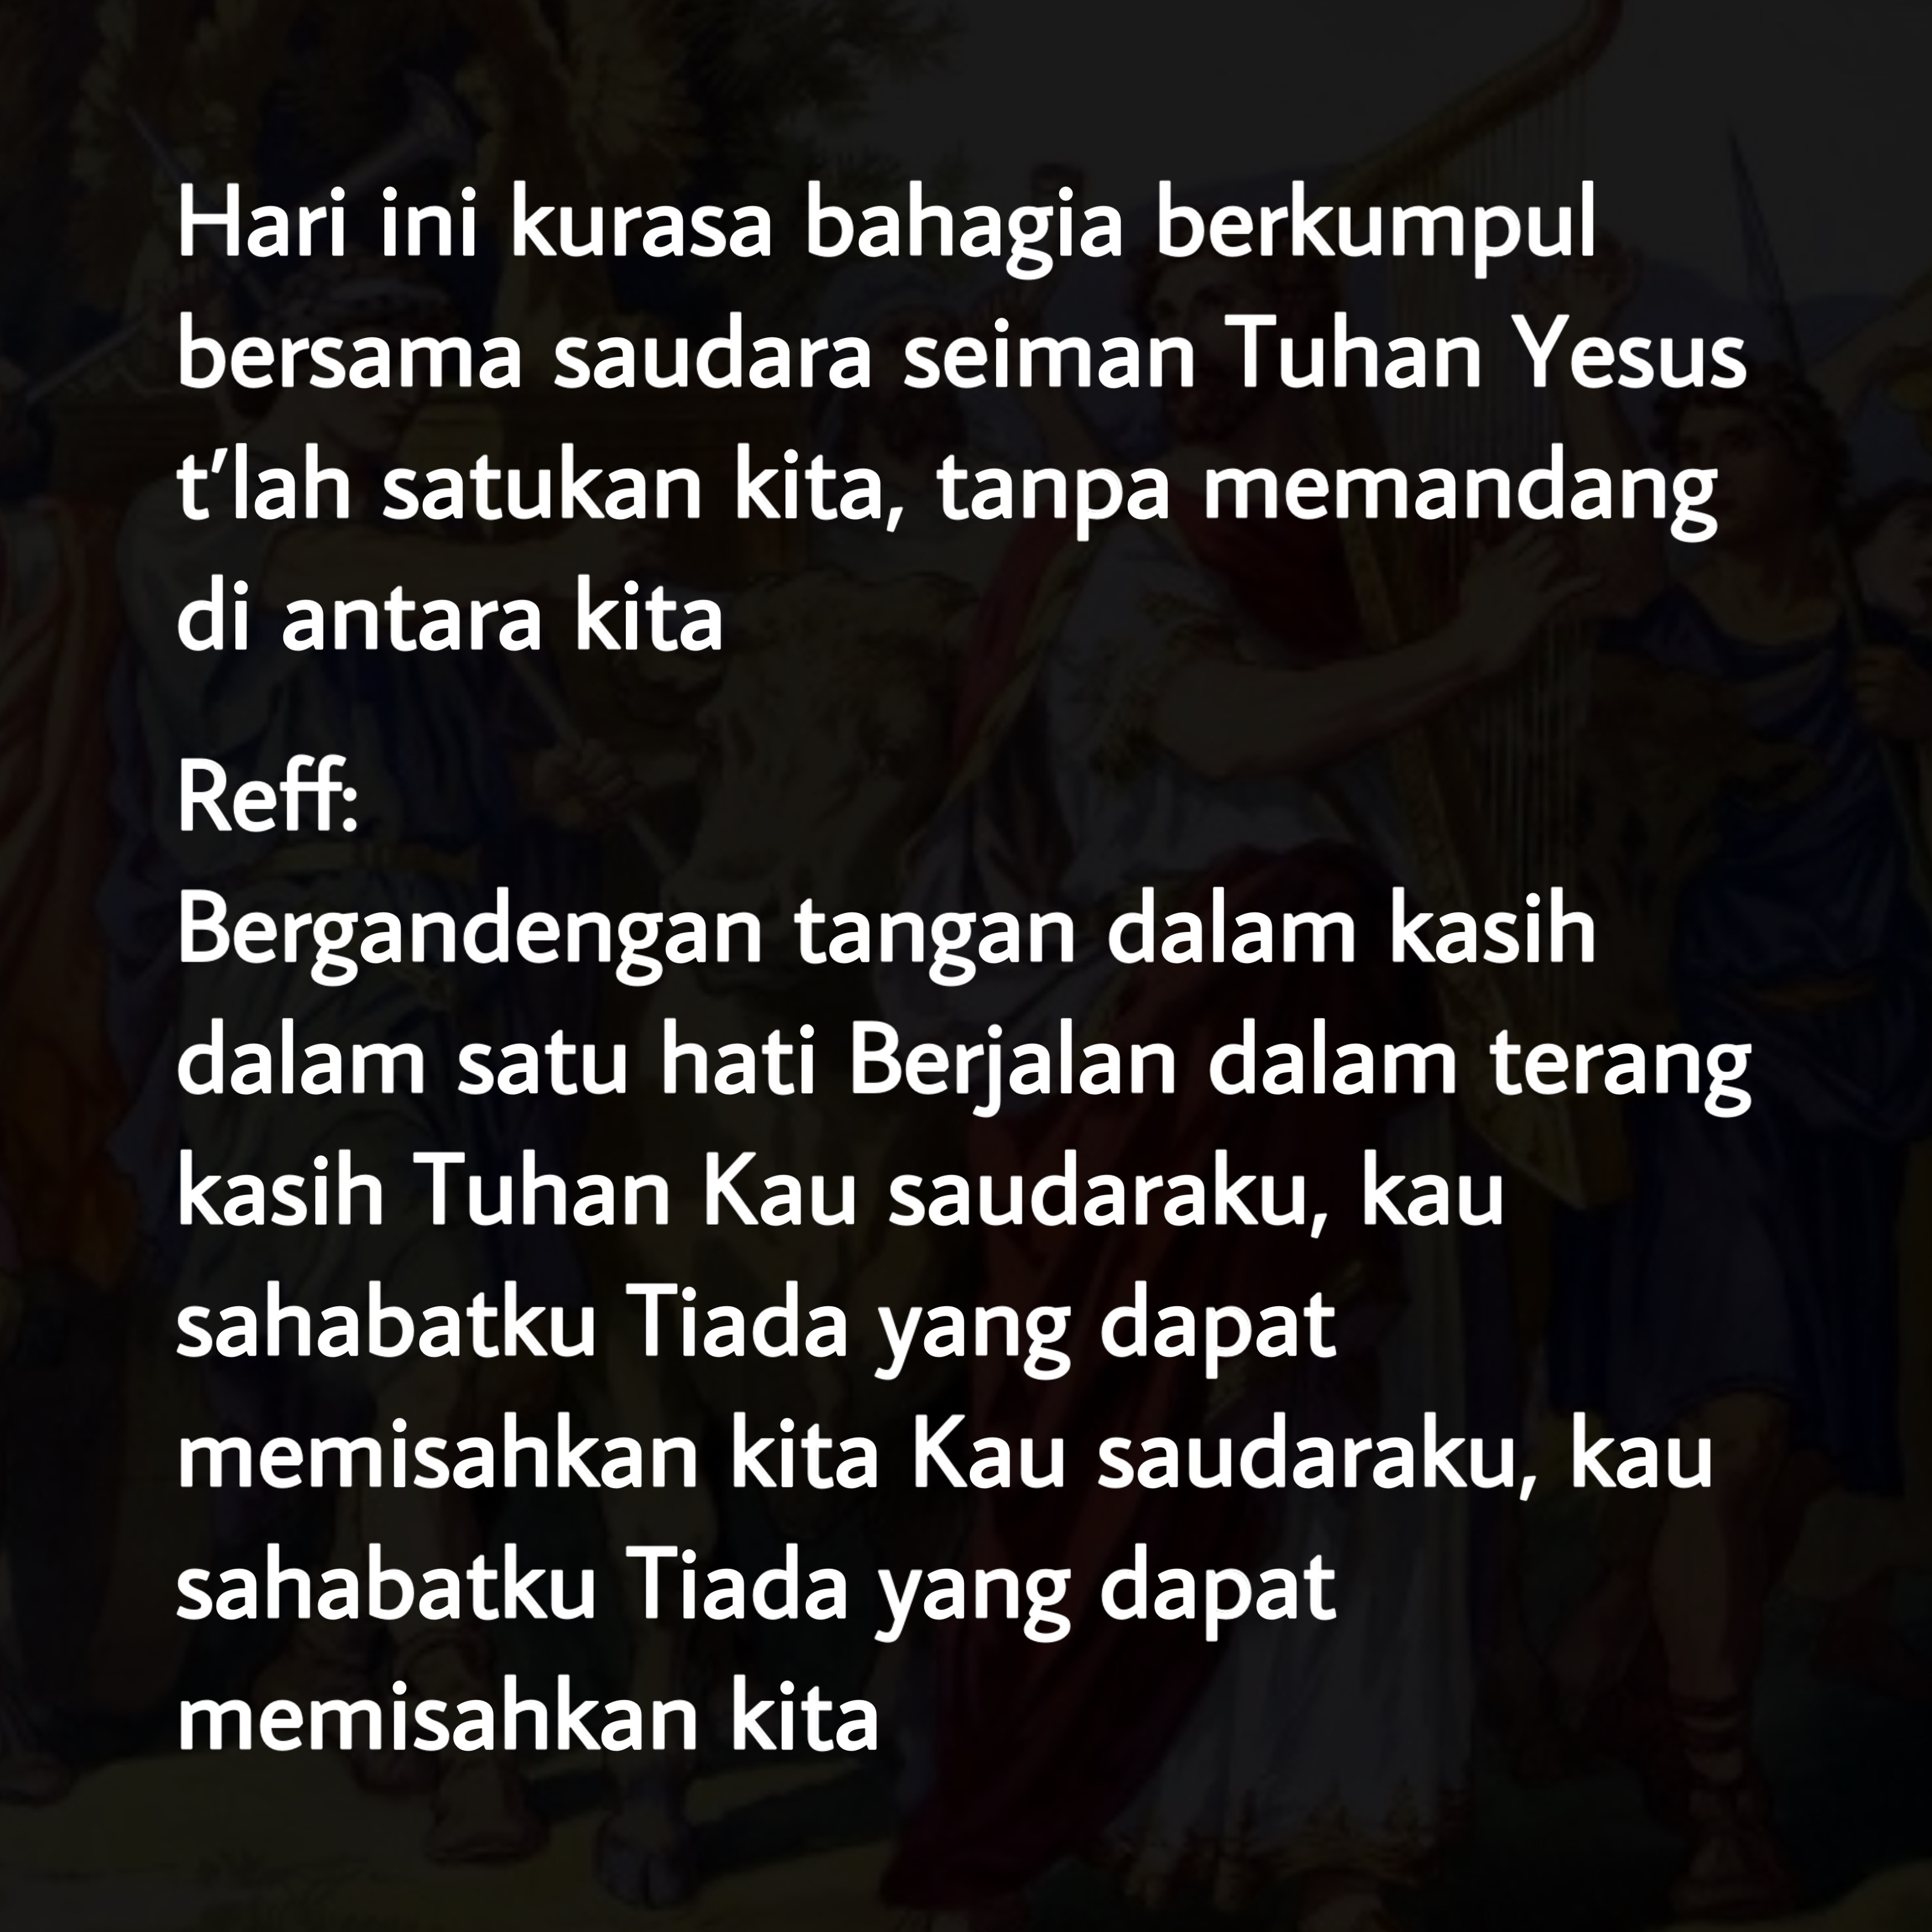 Hari ini kurasa bahagia berkumpul
bersama saudara seiman Tuhan Yesus
t’lah satukan kita, tanpa memandang
di antara kita
Reff:
Bergandengan tangan dalam kasih
dalam satu hati Berjalan dalam terang
kasih Tuhan Kau saudaraku, kau
sahabatku Tiada yang dapat
memisahkan kita Kau saudaraku, kau
sahabatku Tiada yang dapat
memisahkan kita